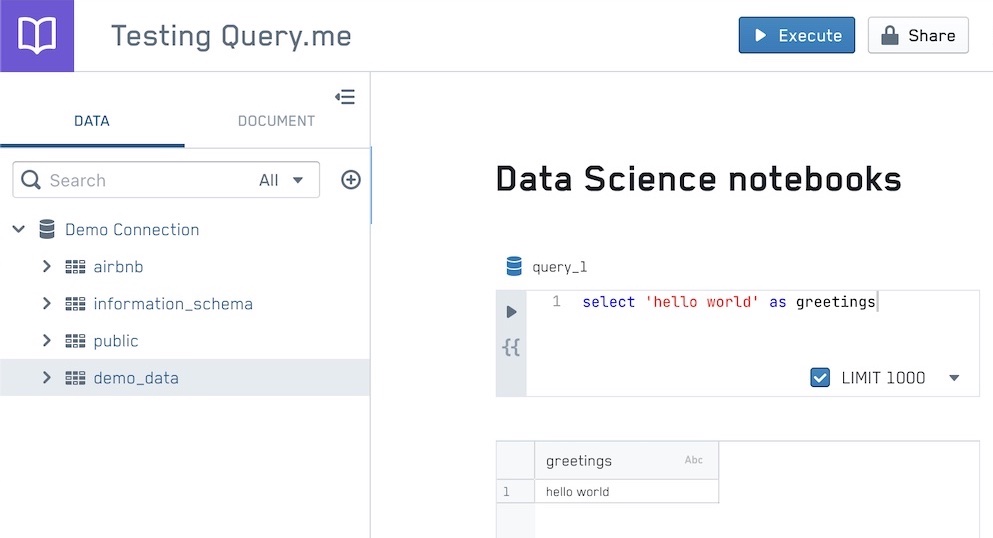 Testing Query.me
Execute
Share
DATA
DOCUMENT
Search
All
Demo Connection
airbnb
information_schema
public
demo_data
Data Science notebooks
query_1
1 select 'hello world' as greetings
{{
LIMIT 1000
greetings Abc
1 hello world